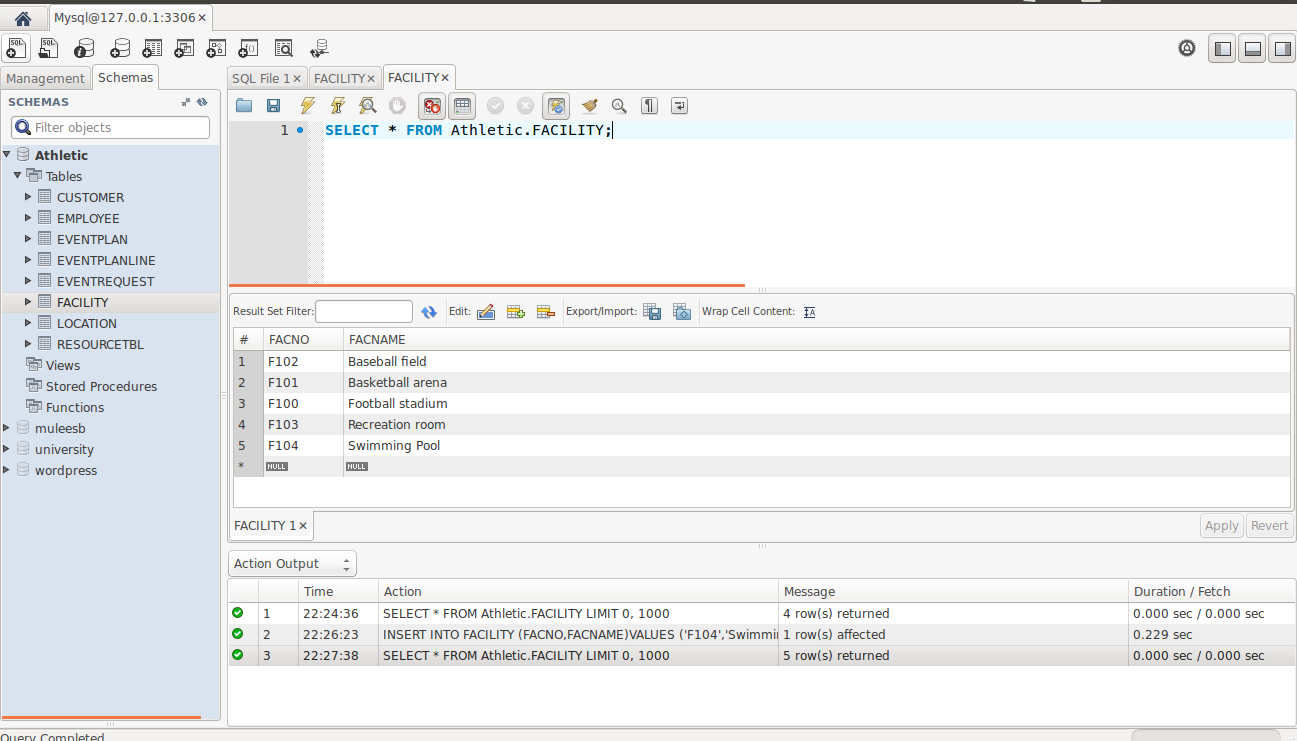 Mysql@127.0.0.1:3306 ×
SQL SQL
Management Schemas SQL File 1 × FACILITY × FACILITY ×
SCHEMAS
Filter objects
1 SELECT * FROM Athletic.FACILITY;
Athletic
Tables
CUSTOMER
EMPLOYEE
EVENTPLAN
EVENTPLANLINE
EVENTREQUEST
FACILITY
LOCATION
RESOURCETBL
Views
Stored Procedures
Functions
muleesb
university
wordpress
Result Set Filter: Edit: Export/Import: Wrap Cell Content:
# FACNO FACNAME
1 F102 Baseball field
2 F101 Basketball arena
3 F100 Football stadium
4 F103 Recreation room
5 F104 Swimming Pool
* NULL NULL
FACILITY 1 × Apply Revert
Action Output
Time Action Message Duration / Fetch
1 22:24:36 SELECT * FROM Athletic.FACILITY LIMIT 0, 1000 4 row(s) returned 0.000 sec / 0.000 sec
2 22:26:23 INSERT INTO FACILITY (FACNO,FACNAME)VALUES ('F104','Swimmi 1 row(s) affected 0.229 sec
3 22:27:38 SELECT * FROM Athletic.FACILITY LIMIT 0, 1000 5 row(s) returned 0.000 sec / 0.000 sec
Query Completed